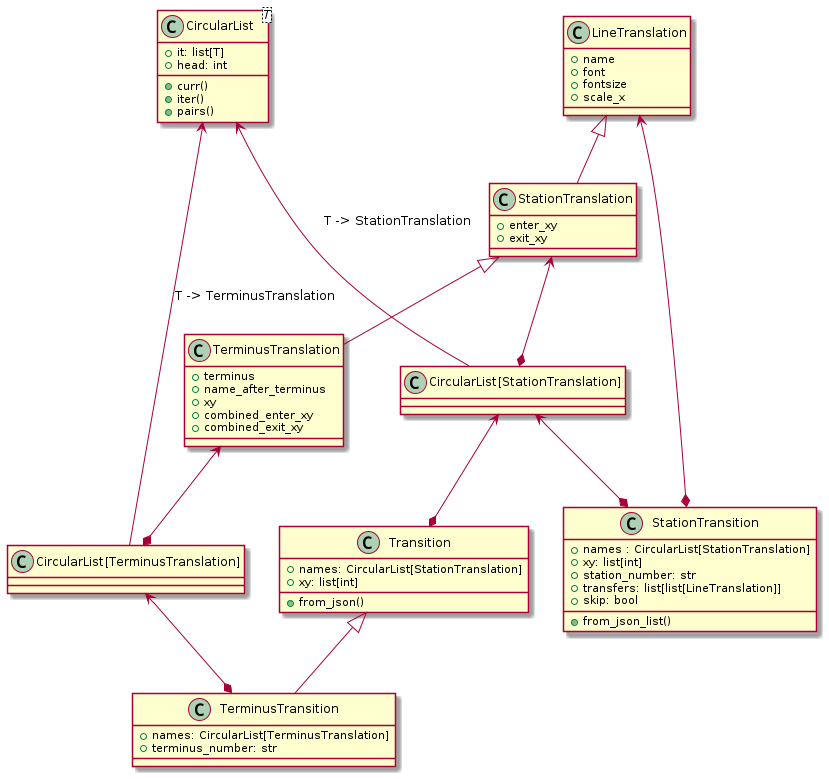 C CircularList
T
it: list[T]
head: int
curr()
iter()
pairs()
C LineTranslation
name
font
fontsize
scale_x
C StationTranslation
enter_xy
exit_xy
T -> StationTranslation
T -> TerminusTranslation
C TerminusTranslation
terminus
name_after_terminus
xy
combined_enter_xy
combined_exit_xy
C CircularList[StationTranslation]
C CircularList[TerminusTranslation]
C Transition
names: CircularList[StationTranslation]
xy: list[int]
from_json()
C StationTransition
names : CircularList[StationTranslation]
xy: list[int]
station_number: str
transfers: list[list[LineTranslation]]
skip: bool
from_json_list()
C TerminusTransition
names: CircularList[TerminusTranslation]
terminus_number: str